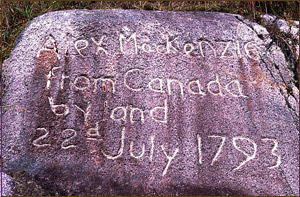 Alex MacKenzie
from Canada
by land
22d July 1793